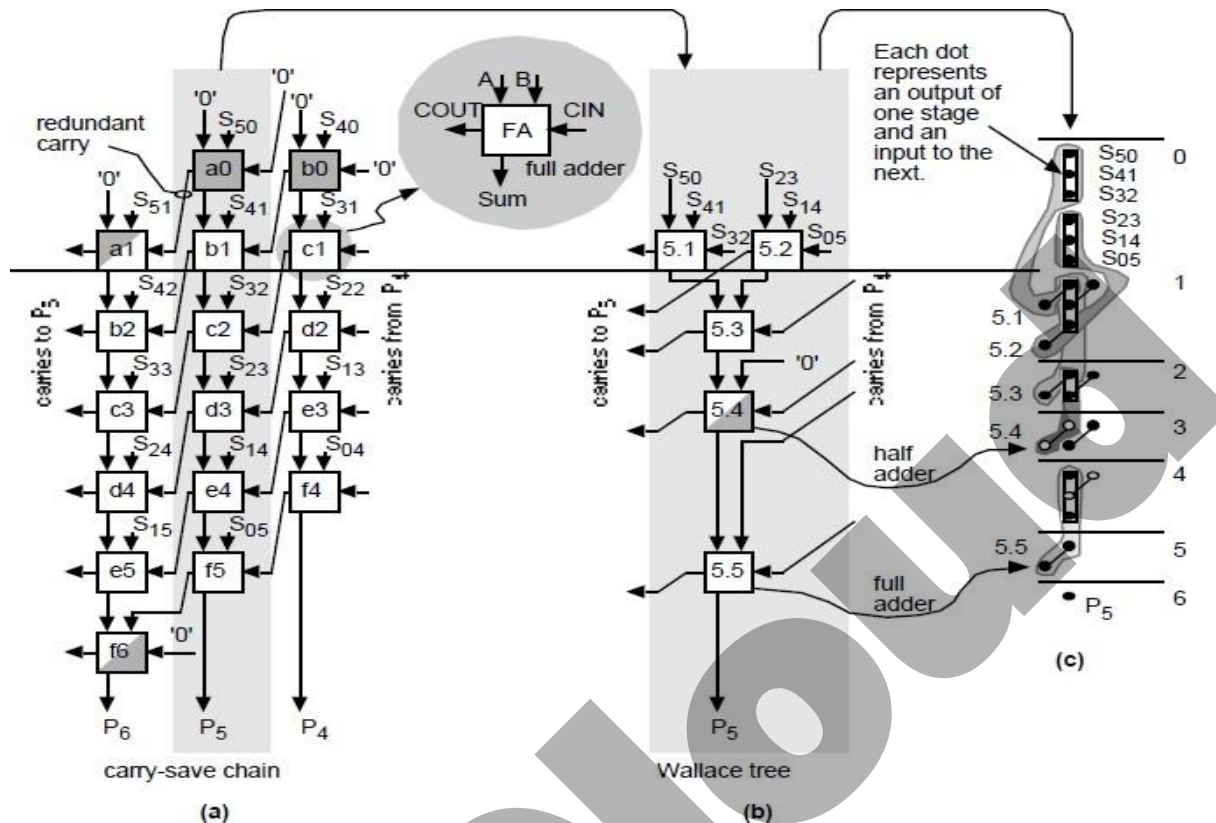 redundant
carry
'0'
S50
'0'
'0'
S40
a0
b0
'0'
'0'
S51
S41
S31
a1
b1
c1
S42
S32
S22
b2
c2
d2
S33
S23
S13
c3
d3
e3
S24
S14
S04
d4
e4
f4
S15
S05
e5
f5
f6
'0'
P6
P5
P4
carries to P5
carries from P4
carry-save chain
(a)
A
B
COUT
CIN
FA
full adder
Sum
S50
S41
S23
S14
5.1
S32
5.2
S05
5.3
'0'
5.4
5.5
carries to P5
carries from P4
half
adder
full
adder
P5
Wallace tree
(b)
Each dot
represents
an output of
one stage
and an
input to the
next.
0
S50
S41
S32
S23
S14
S05
1
5.1
5.2
2
5.3
3
5.4
4
5
5.5
6
P5
(c)